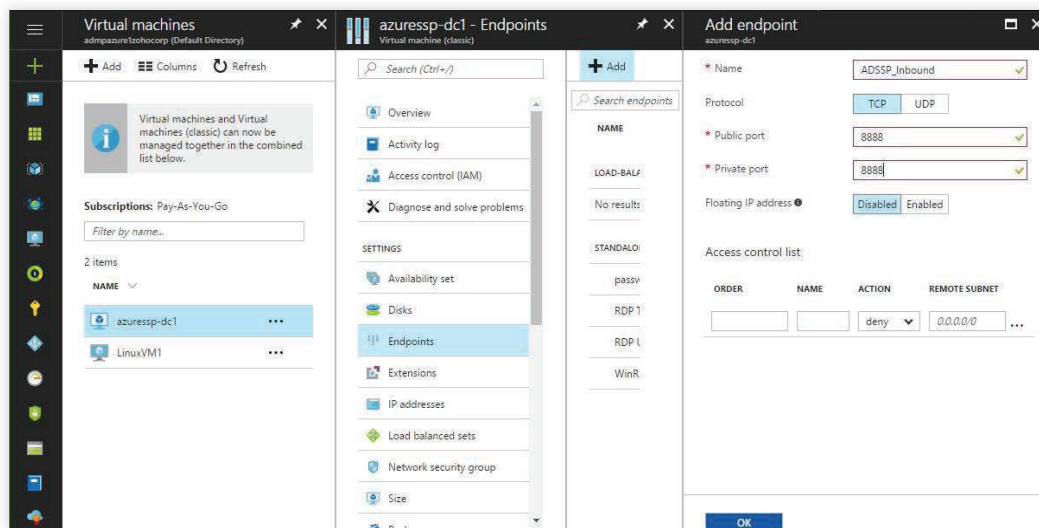 Virtual machines
admpazure1zohocorp (Default Directory)
Add
Columns
Refresh
Virtual machines and Virtual
machines (classic) can now be
managed together in the combined
list below.
Subscriptions: Pay-As-You-Go
Filter by name...
2 items
NAME
azuressp-dc1
LinuxVM1
azuressp-dc1 - Endpoints
Virtual machine (classic)
Search (Ctrl+/)
Overview
Activity log
Access control (IAM)
Diagnose and solve problems
SETTINGS
Availability set
Disks
Endpoints
Extensions
IP addresses
Load balanced sets
Network security group
Size
Add
Search endpoints
NAME
LOAD-BALA
No results
STANDALO
passw
RDP T
RDP U
WinR
Add endpoint
azuressp-dc1
* Name
ADSSP_Inbound
Protocol
TCP
UDP
* Public port
8888
* Private port
8888
Floating IP address
Disabled
Enabled
Access control list
ORDER NAME ACTION REMOTE SUBNET
deny
0.0.0.0/0
OK